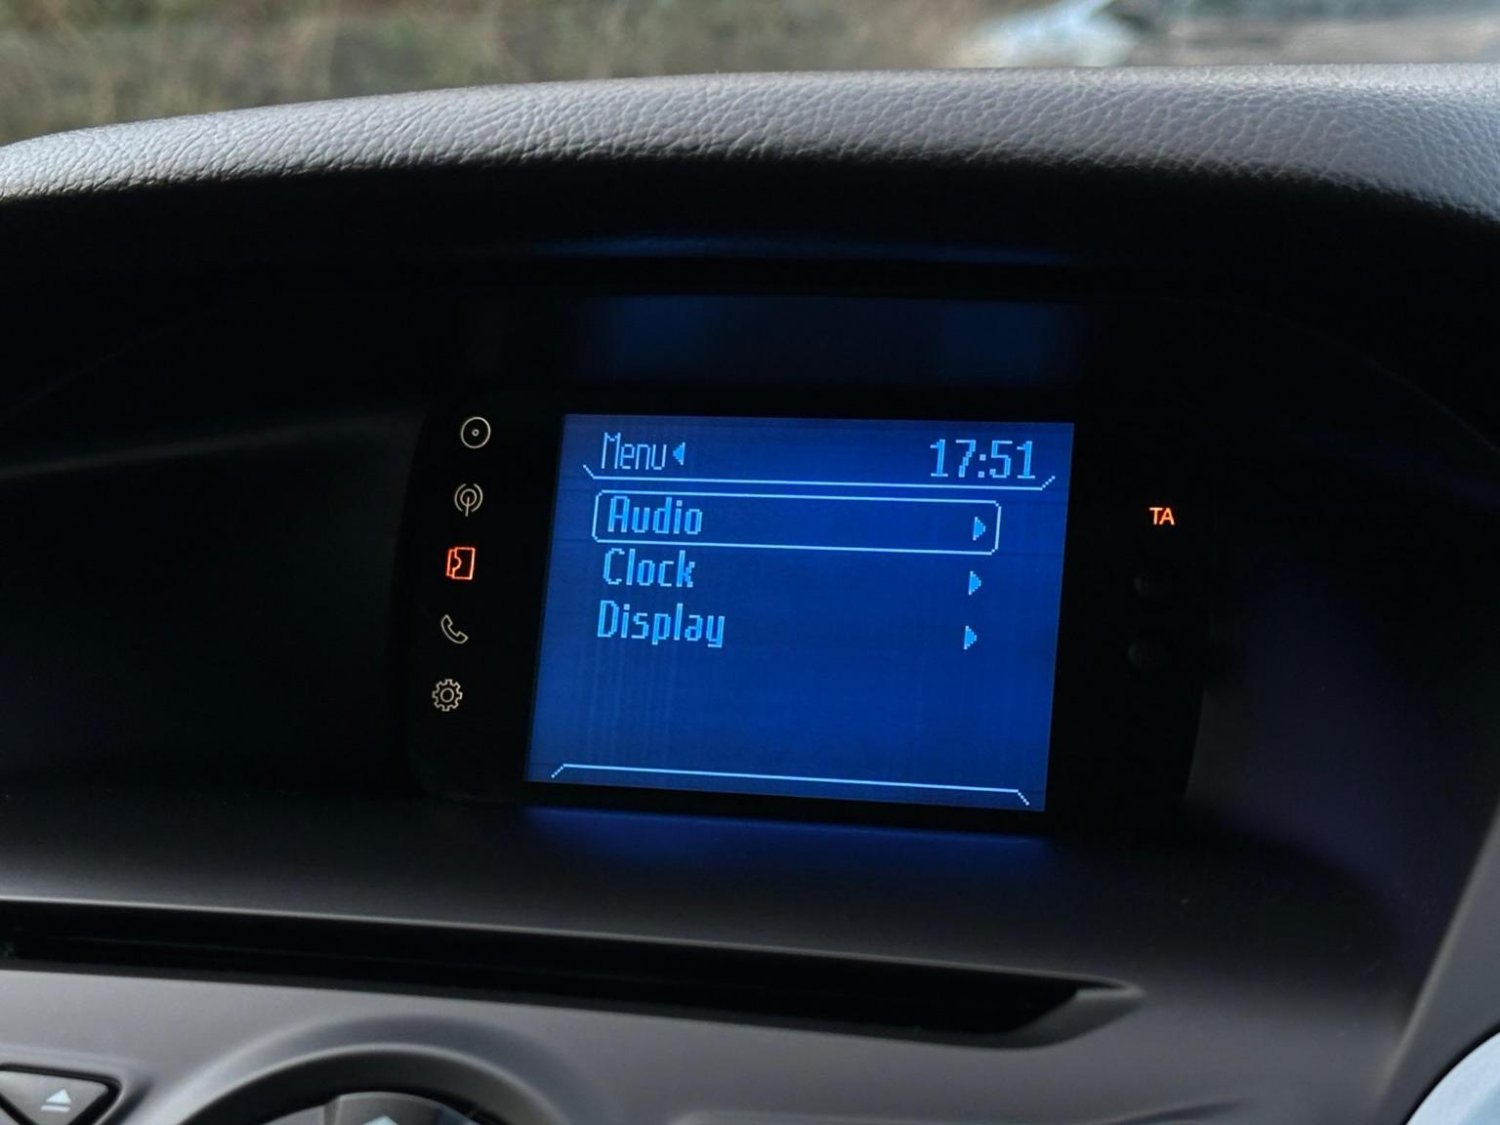 Menu 17:51
Audio
Clock
Display
TA